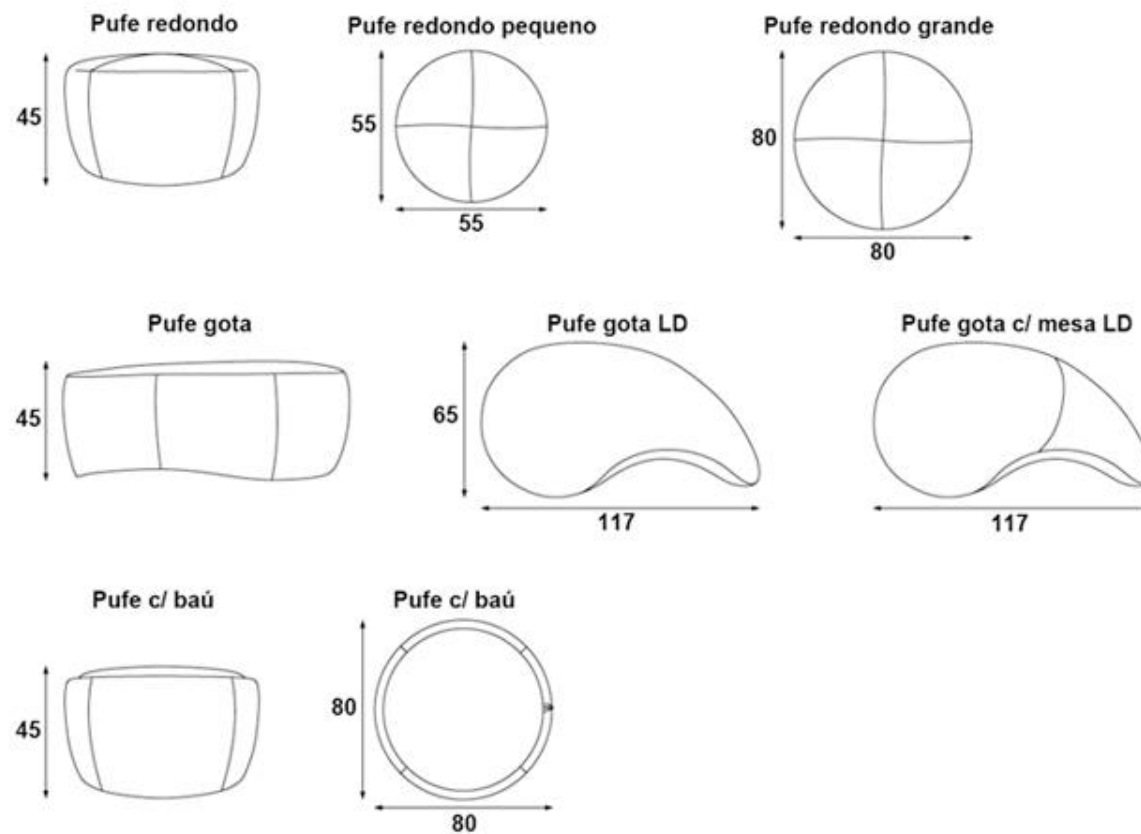 Pufe redondo
Pufe redondo pequeno
Pufe redondo grande
45
55
55
80
80
Pufe gota
Pufe gota LD
Pufe gota c/ mesa LD
45
65
117
117
Pufe c/ baú
Pufe c/ baú
45
80
80